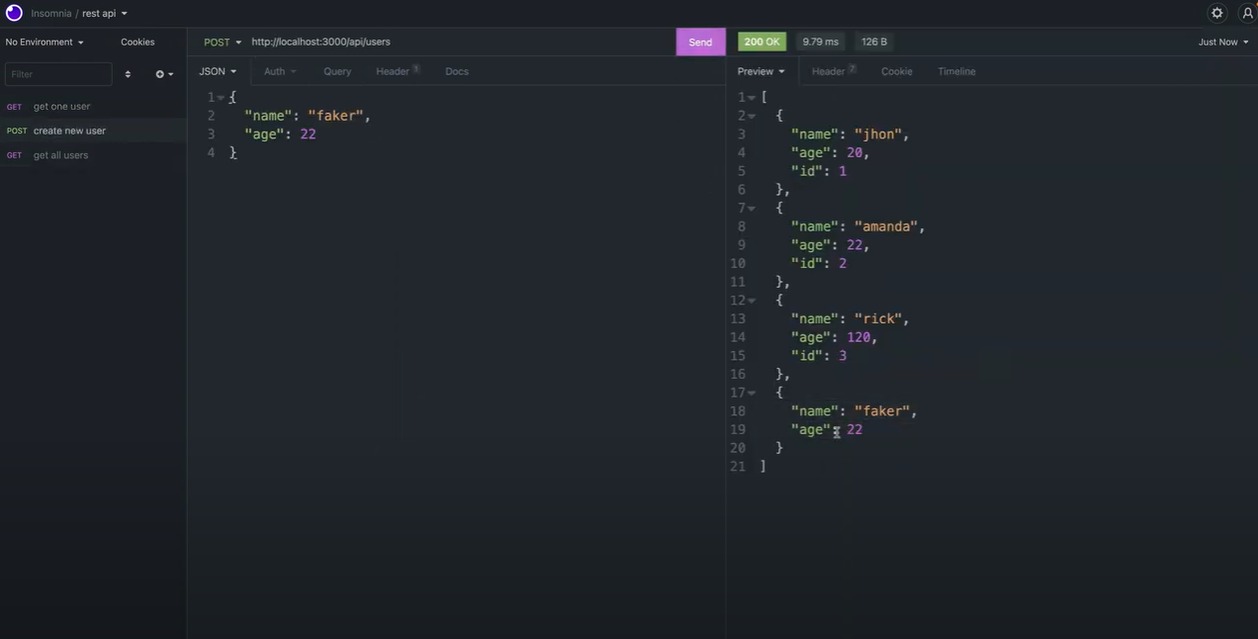 Insomnia / rest api
No Environment Cookies
POST http://localhost:3000/api/users Send
200 OK 9.79 ms 126 B Just Now
Filter
JSON Auth Query Header 1 Docs
Preview Header 7 Cookie Timeline
GET get one user
POST create new user
GET get all users
1 {
2 "name": "faker",
3 "age": 22
4 }
1 [
2 {
3 "name": "jhon",
4 "age": 20,
5 "id": 1
6 },
7 {
8 "name": "amanda",
9 "age": 22,
10 "id": 2
11 },
12 {
13 "name": "rick",
14 "age": 120,
15 "id": 3
16 },
17 {
18 "name": "faker",
19 "age": 22
20 }
21 ]